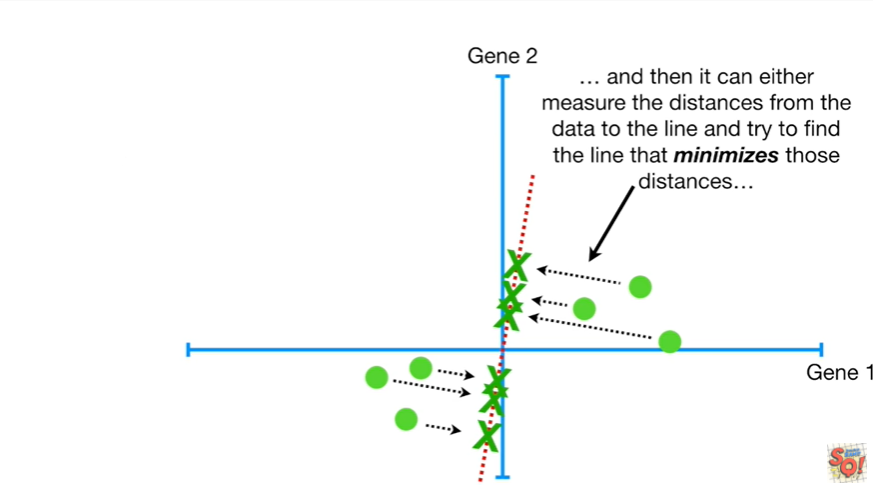 Gene 2
… and then it can either
measure the distances from the
data to the line and try to find
the line that minimizes those
distances…
X
X
X
X
X
X
Gene 1
SQ!